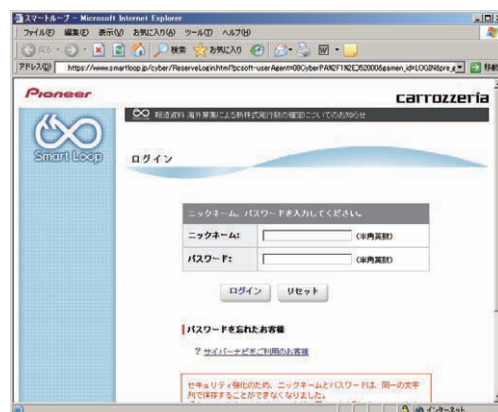 スマートループ - Microsoft Internet Explorer
ファイル(F) 編集(E) 表示(V) お気に入り(A) ツール(T) ヘルプ(H)
戻る 検索 お気に入り
アドレス(D) 移動
Pioneer carrozzeria
Smart Loop
ログイン
ニックネーム、パスワードを入力してください。
ニックネーム: (半角英数)
パスワード: (半角英数)
ログイン リセット
パスワードを忘れたお客様
? サイバーナビをご利用のお客様
セキュリティ強化のため、ニックネームとパスワードは、同一の文字
列で保存することができなくなりました。
インターネット